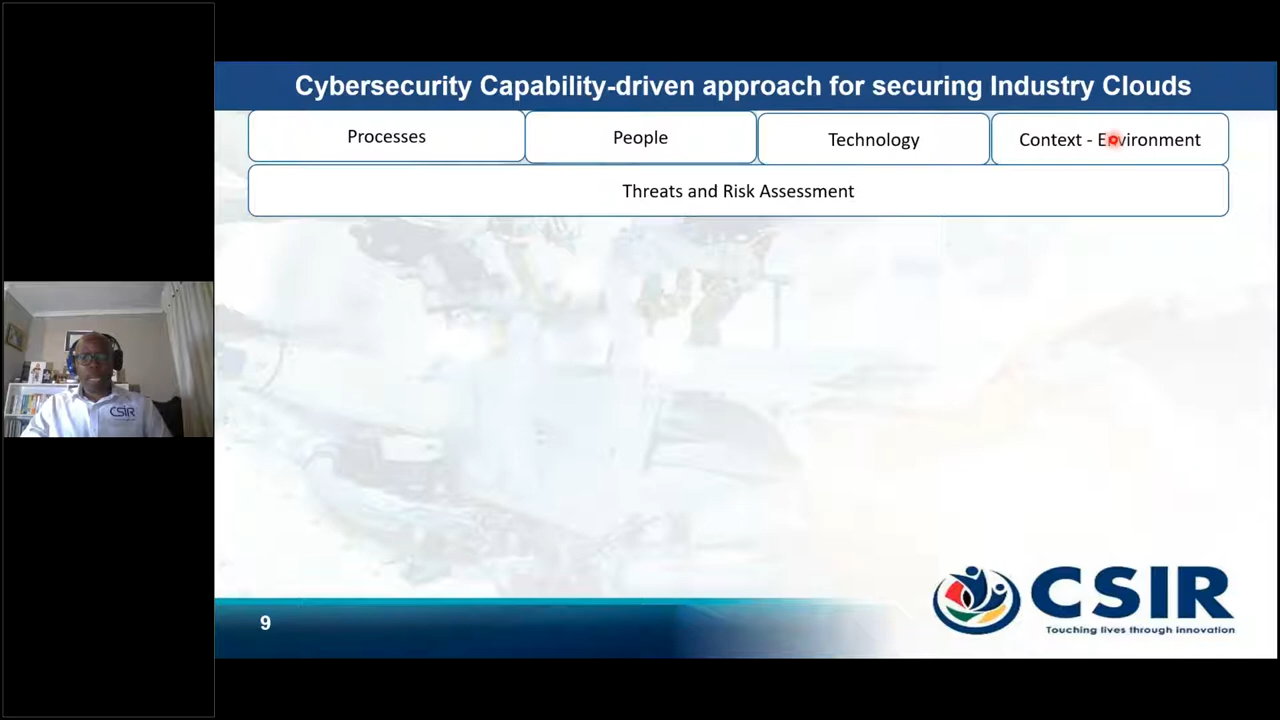 Cybersecurity Capability-driven approach for securing Industry Clouds
Processes
People
Technology
Context - Environment
Threats and Risk Assessment
CSIR
CSIR
Touching lives through innovation
9